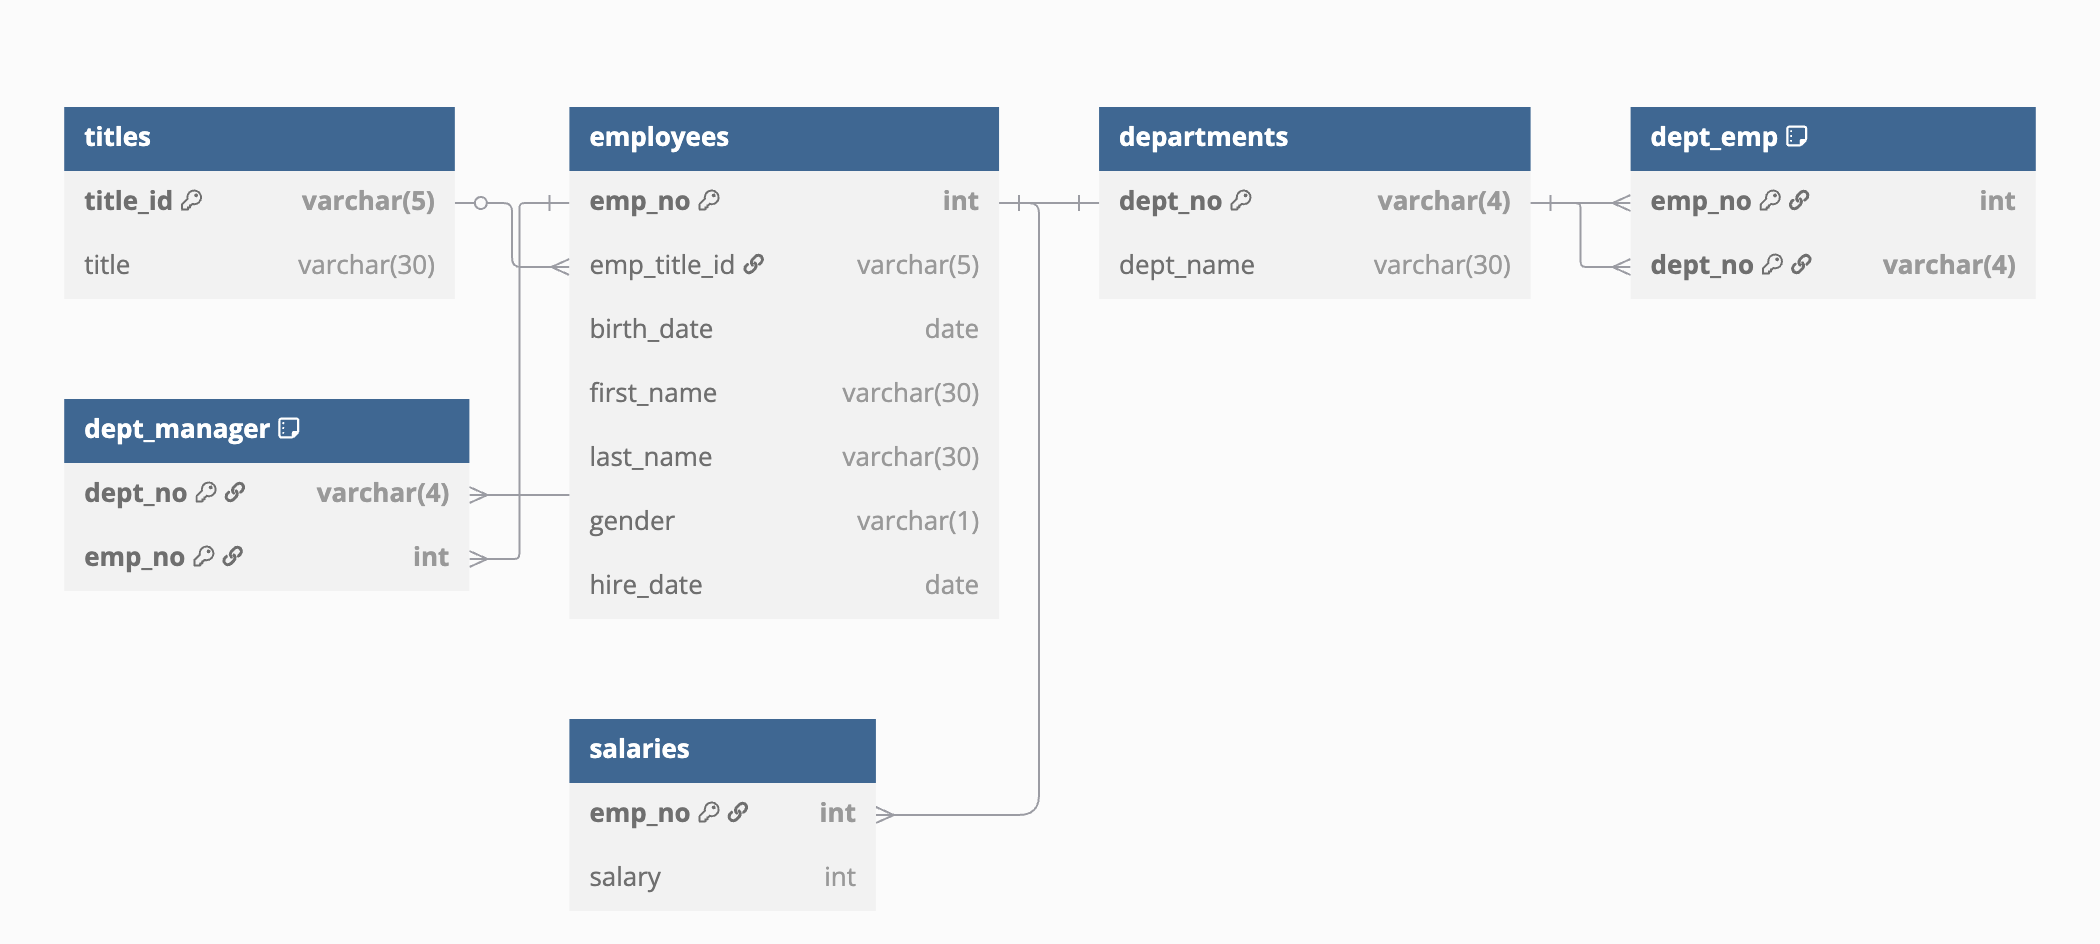 titles
title_id varchar(5)
title varchar(30)
employees
emp_no int
emp_title_id varchar(5)
birth_date date
first_name varchar(30)
last_name varchar(30)
gender varchar(1)
hire_date date
departments
dept_no varchar(4)
dept_name varchar(30)
dept_emp
emp_no int
dept_no varchar(4)
dept_manager
dept_no varchar(4)
emp_no int
salaries
emp_no int
salary int